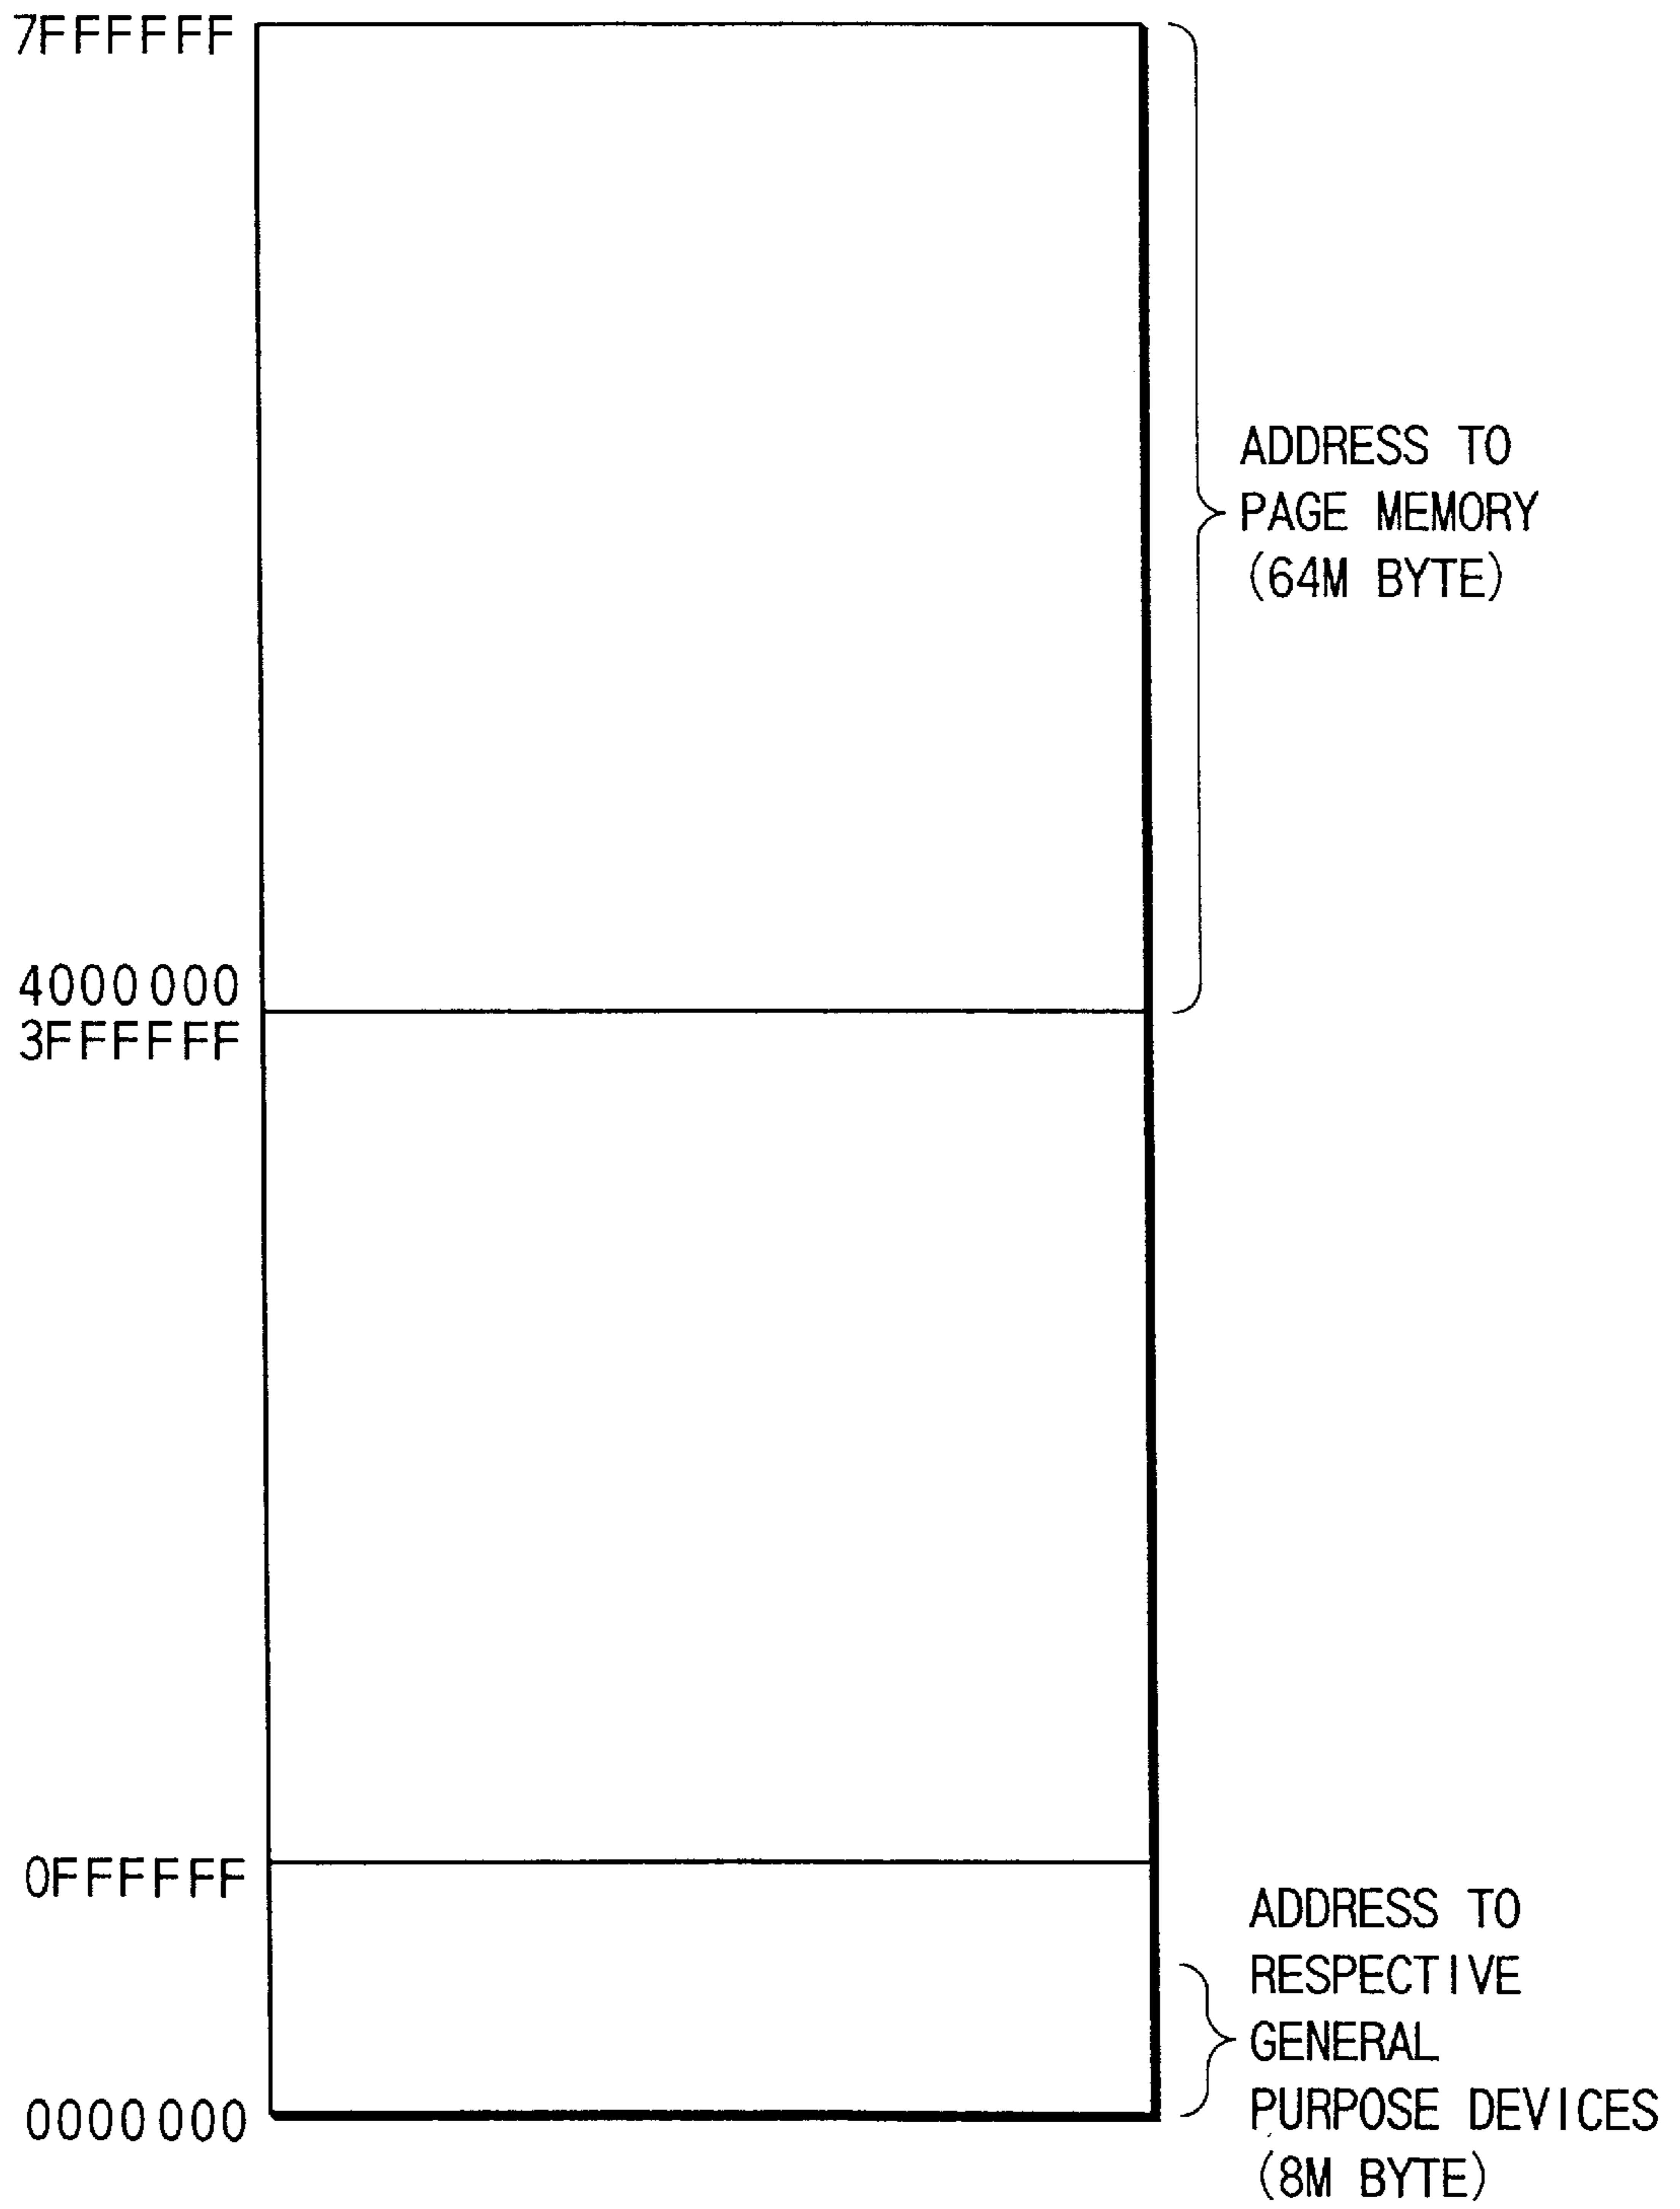 7FFFFFF
ADDRESS TO
PAGE MEMORY
(64M BYTE)
4000000
3FFFFFF
0FFFFFF
ADDRESS TO
RESPECTIVE
GENERAL
PURPOSE DEVICES
(8M BYTE)
0000000